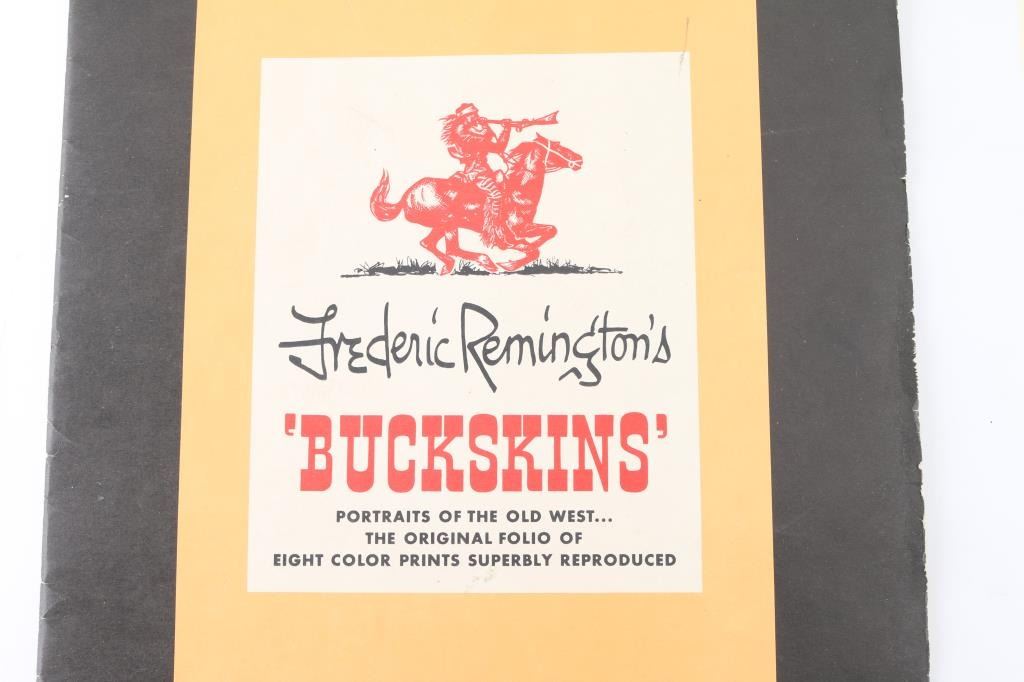 Frederic Remington's
'BUCKSKINS'
PORTRAITS OF THE OLD WEST...
THE ORIGINAL FOLIO OF
EIGHT COLOR PRINTS SUPERBLY REPRODUCED